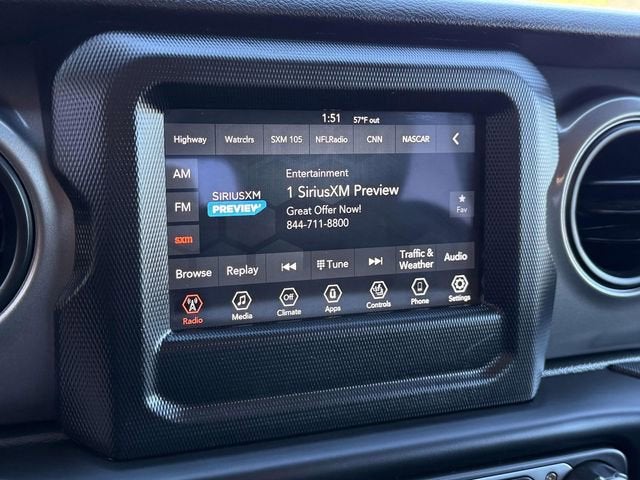 1:51 57°F out
Highway Watrclrs SXM 105 NFLRadio CNN NASCAR
AM
FM
sxm
SIRIUSXM
PREVIEW
Entertainment
1 SiriusXM Preview
Great Offer Now!
844-711-8800
Fav
Browse Replay Tune Traffic & Weather Audio
Radio Media Off Climate Apps Controls Phone Settings